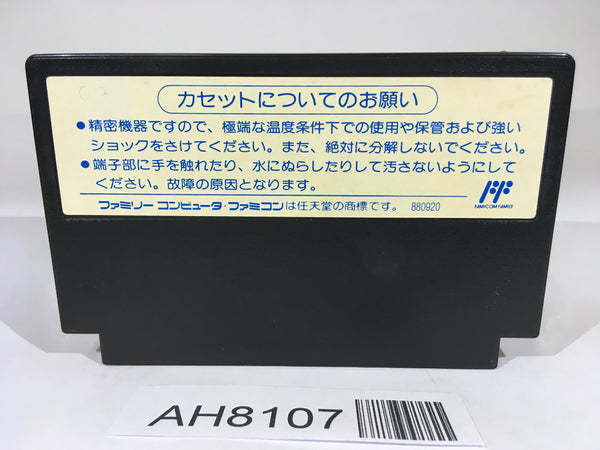 カセットについてのお願い
●精密機器ですので、極端な温度条件下での使用や保管および強い
ショックをさけてください。また、絶対に分解しないでください。
●端子部に手を触れたり、水にぬらしたりして汚さないようにして
ください。故障の原因となります。
ファミリー コンピュータ・ファミコンは任天堂の商標です。 880920
FF
FAMICOM FAMILY
AH8107